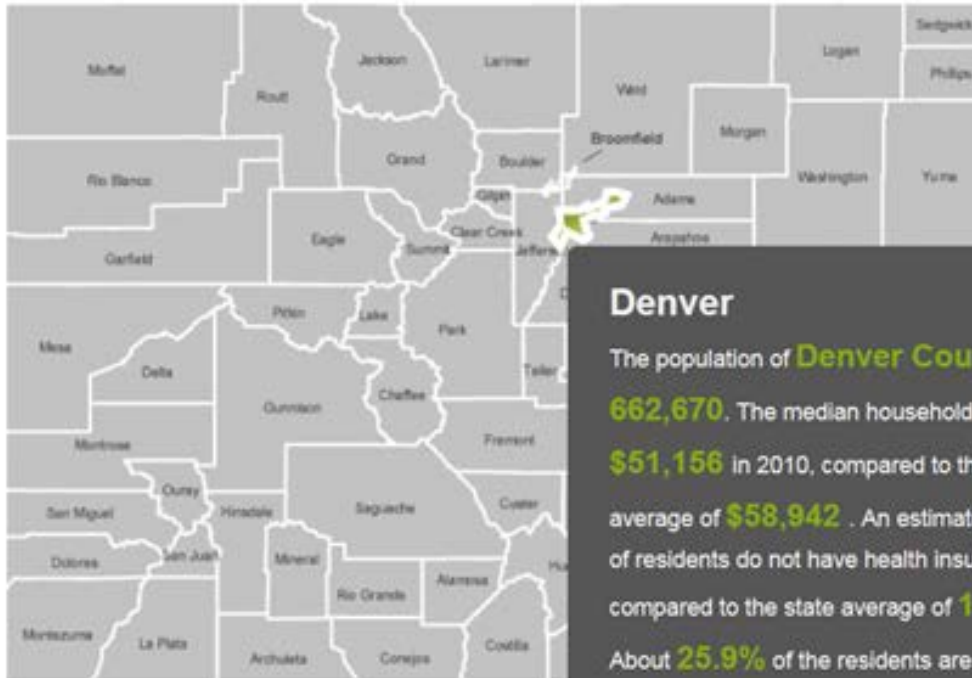 Sedgwick
Moffat
Jackson
Larimer
Logan
Phillips
Routt
Weld
Morgan
Broomfield
Grand
Boulder
Rio Blanco
Washington
Yuma
Gilpin
Adams
Eagle
Clear Creek
Summit
Arapahoe
Garfield
Denver
Pitkin
Lake
Park
Mesa
The population of Denver Cou
Delta
Teller
Chaffee
Gunnison
662,670. The median household
Montrose
Fremont
$51,156 in 2010, compared to th
Ouray
Custer
San Miguel
Hinsdale
Saguache
average of $58,942 . An estimat
Dolores
San Juan
Mineral
of residents do not have health insu
Alamosa
Rio Grande
compared to the state average of 1
Montezuma
La Plata
Costilla
Archuleta
Conejos
About 25.9% of the residents are